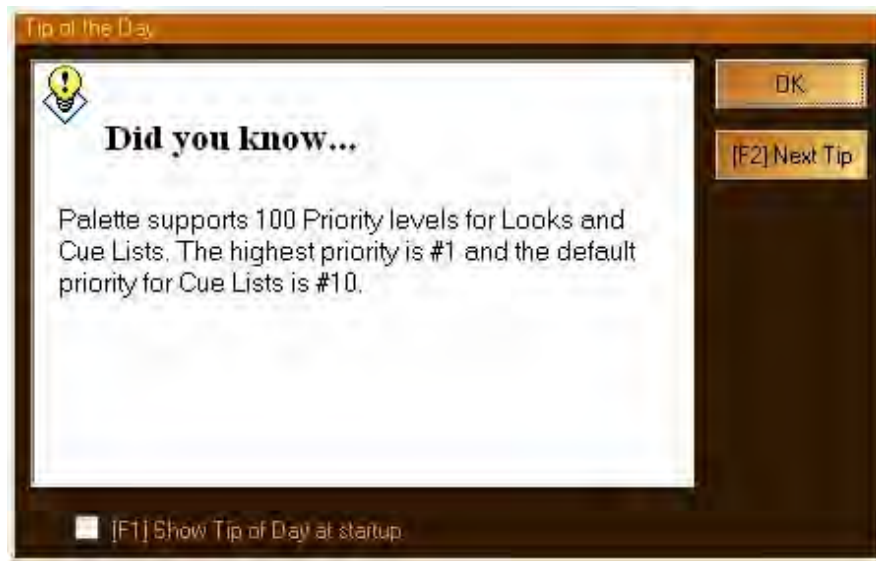 Tip of the Day
Did you know...
OK
[F2] Next Tip
Palette supports 100 Priority levels for Looks and
Cue Lists. The highest priority is #1 and the default
priority for Cue Lists is #10.
[F1] Show Tip of Day at startup